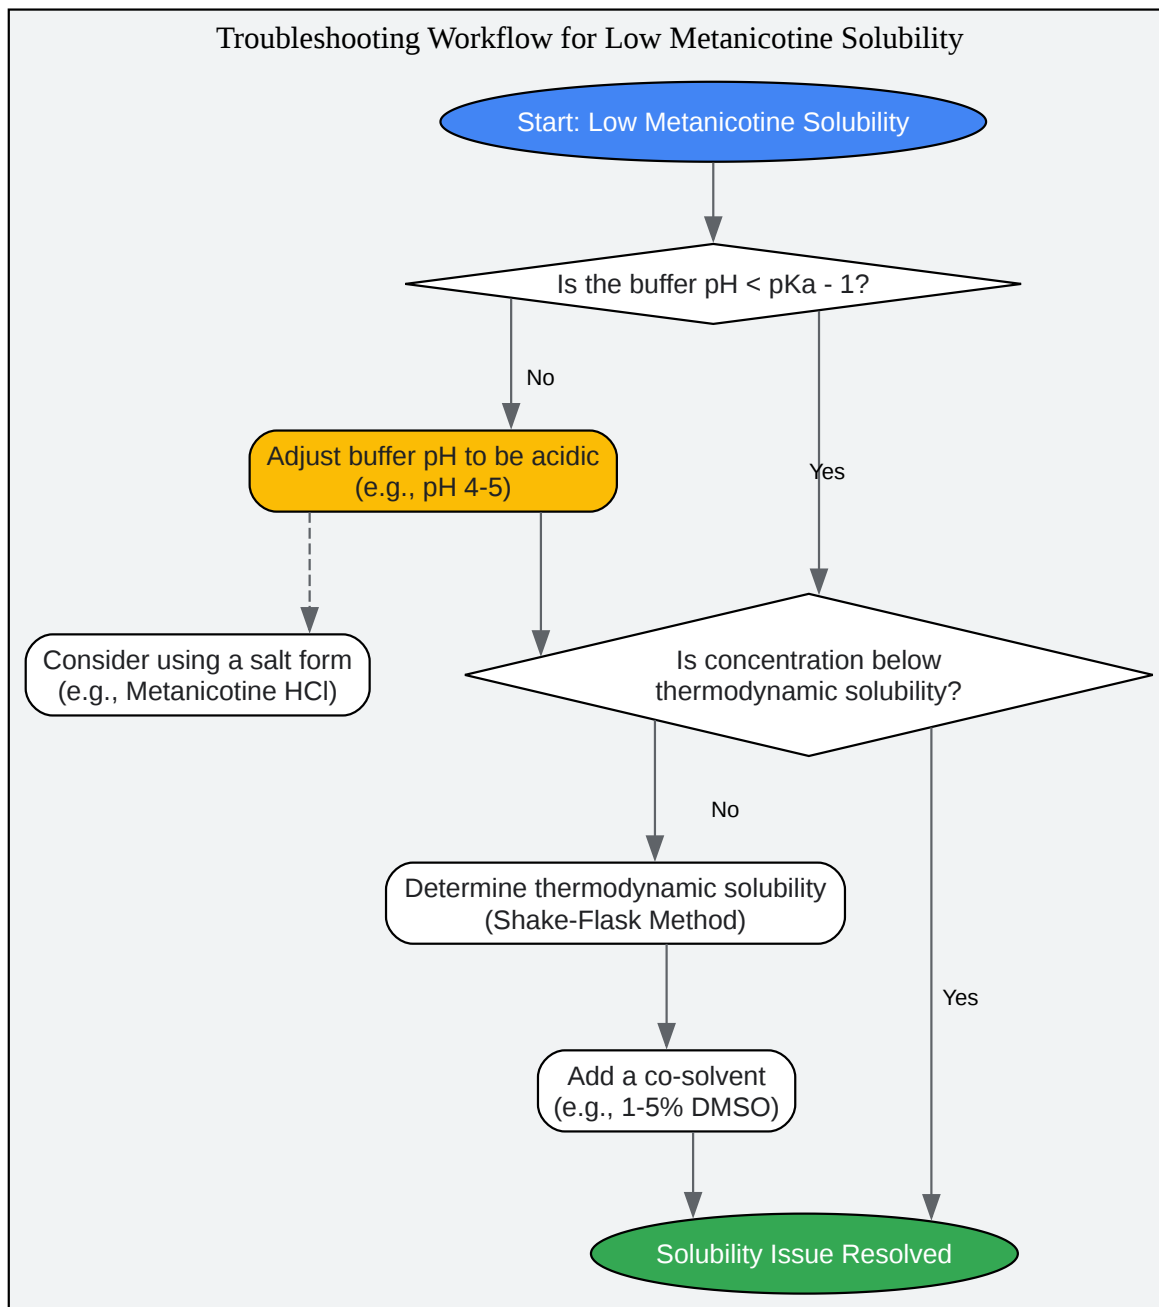 Troubleshooting Workflow for Low Metanicotine Solubility
Start: Low Metanicotine Solubility
Is the buffer pH < pKa - 1?
No
Adjust buffer pH to be acidic
(e.g., pH 4-5)
Yes
Consider using a salt form
(e.g., Metanicotine HCl)
Is concentration below
thermodynamic solubility?
No
Determine thermodynamic solubility
(Shake-Flask Method)
Yes
Add a co-solvent
(e.g., 1-5% DMSO)
Solubility Issue Resolved